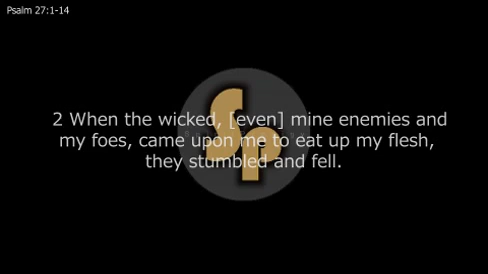 Psalm 27:1-14
2 When the wicked, [even] mine enemies and
my foes, came upon me to eat up my flesh,
they stumbled and fell.
Sp